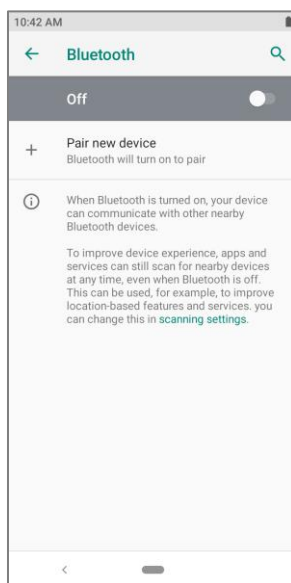 10:42 AM
Bluetooth
Off
Pair new device
Bluetooth will turn on to pair
When Bluetooth is turned on, your device
can communicate with other nearby
Bluetooth devices.
To improve device experience, apps and
services can still scan for nearby devices
at any time, even when Bluetooth is off.
This can be used, for example, to improve
location-based features and services. you
can change this in scanning settings.